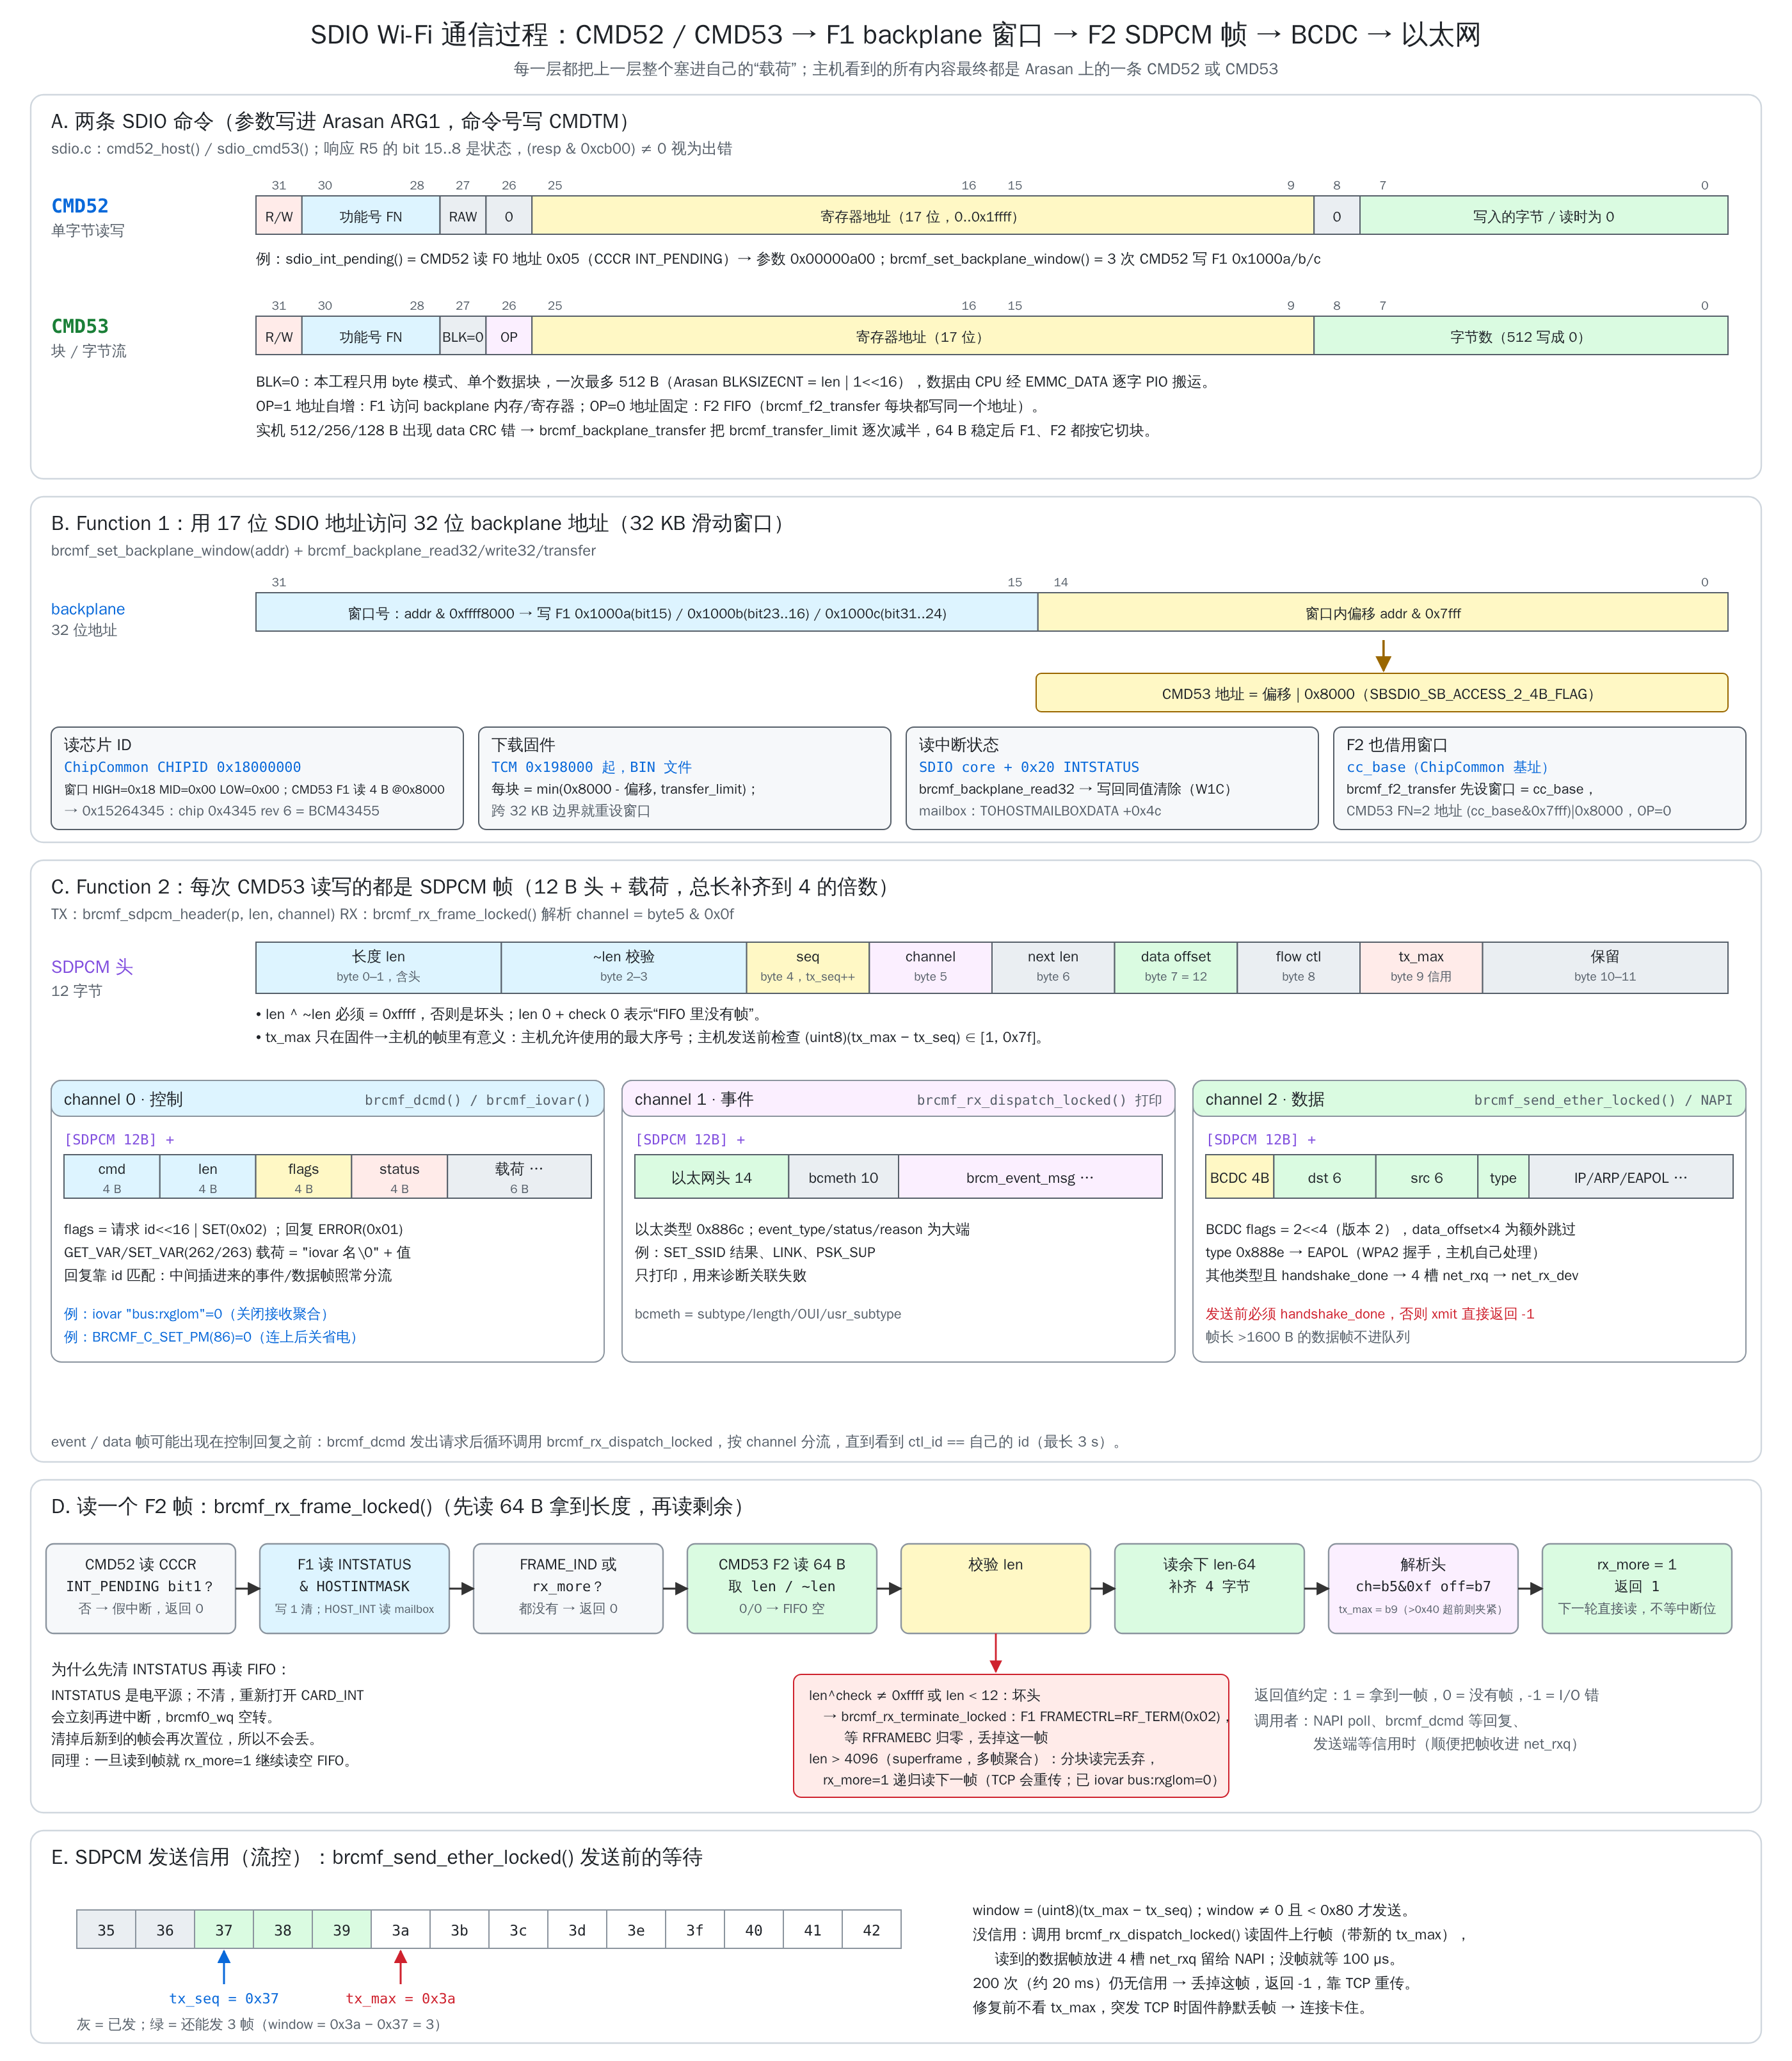 SDIO Wi-Fi 通信过程：CMD52 / CMD53 → F1 backplane 窗口 → F2 SDPCM 帧 → BCDC → 以太网
每一层都把上一层整个塞进自己的“载荷”；主机看到的所有内容最终都是 Arasan 上的一条 CMD52 或 CMD53
A. 两条 SDIO 命令（参数写进 Arasan ARG1，命令号写 CMDTM）
sdio.c：cmd52_host() / sdio_cmd53()；响应 R5 的 bit 15..8 是状态，(resp & 0xcb00) ≠ 0 视为出错
31 30 28 27 26 25 16 15 9 8 7 0
CMD52
单字节读写
R/W 功能号 FN RAW 0 寄存器地址（17 位，0..0x1ffff） 0 写入的字节 / 读时为 0
例：sdio_int_pending() = CMD52 读 F0 地址 0x05（CCCR INT_PENDING）→ 参数 0x00000a00；brcmf_set_backplane_window() = 3 次 CMD52 写 F1 0x1000a/b/c
31 30 28 27 26 25 16 15 9 8 7 0
CMD53
块 / 字节流
R/W 功能号 FN BLK=0 OP 寄存器地址（17 位） 字节数（512 写成 0）
BLK=0：本工程只用 byte 模式、单个数据块，一次最多 512 B（Arasan BLKSIZECNT = len | 1<<16），数据由 CPU 经 EMMC_DATA 逐字 PIO 搬运。
OP=1 地址自增：F1 访问 backplane 内存/寄存器；OP=0 地址固定：F2 FIFO（brcmf_f2_transfer 每块都写同一个地址）。
实机 512/256/128 B 出现 data CRC 错 → brcmf_backplane_transfer 把 brcmf_transfer_limit 逐次减半，64 B 稳定后 F1、F2 都按它切块。
B. Function 1：用 17 位 SDIO 地址访问 32 位 backplane 地址（32 KB 滑动窗口）
brcmf_set_backplane_window(addr) + brcmf_backplane_read32/write32/transfer
31 15 14 0
backplane
32 位地址
窗口号：addr & 0xffff8000 → 写 F1 0x1000a(bit15) / 0x1000b(bit23..16) / 0x1000c(bit31..24)
窗口内偏移 addr & 0x7fff
CMD53 地址 = 偏移 | 0x8000（SBSDIO_SB_ACCESS_2_4B_FLAG）
读芯片 ID
ChipCommon CHIPID 0x18000000
窗口 HIGH=0x18 MID=0x00 LOW=0x00；CMD53 F1 读 4 B @0x8000
→ 0x15264345：chip 0x4345 rev 6 = BCM43455
下载固件
TCM 0x198000 起，BIN 文件
每块 = min(0x8000 - 偏移, transfer_limit)；
跨 32 KB 边界就重设窗口
读中断状态
SDIO core + 0x20 INTSTATUS
brcmf_backplane_read32 → 写回同值清除（W1C）
mailbox：TOHOSTMAILBOXDATA +0x4c
F2 也借用窗口
cc_base（ChipCommon 基址）
brcmf_f2_transfer 先设窗口 = cc_base，
CMD53 FN=2 地址 (cc_base&0x7fff)|0x8000，OP=0
C. Function 2：每次 CMD53 读写的都是 SDPCM 帧（12 B 头 + 载荷，总长补齐到 4 的倍数）
TX：brcmf_sdpcm_header(p, len, channel) RX：brcmf_rx_frame_locked() 解析 channel = byte5 & 0x0f
SDPCM 头
12 字节
长度 len ~len 校验 seq channel next len data offset flow ctl tx_max 保留
byte 0–1，含头 byte 2–3 byte 4，tx_seq++ byte 5 byte 6 byte 7 = 12 byte 8 byte 9 信用 byte 10–11
• len ^ ~len 必须 = 0xffff，否则是坏头；len 0 + check 0 表示“FIFO 里没有帧”。
• tx_max 只在固件→主机的帧里有意义：主机允许使用的最大序号；主机发送前检查 (uint8)(tx_max − tx_seq) ∈ [1, 0x7f]。
channel 0 · 控制 brcmf_dcmd() / brcmf_iovar()
[SDPCM 12B] +
cmd len flags status 载荷 ⋯
4 B 4 B 4 B 4 B 6 B
flags = 请求 id<<16 | SET(0x02) ；回复 ERROR(0x01)
GET_VAR/SET_VAR(262/263) 载荷 = "iovar 名\0" + 值
回复靠 id 匹配：中间插进来的事件/数据帧照常分流
例：iovar "bus:rxglom"=0（关闭接收聚合）
例：BRCMF_C_SET_PM(86)=0（连上后关省电）
channel 1 · 事件 brcmf_rx_dispatch_locked() 打印
[SDPCM 12B] +
以太网头 14 bcmeth 10 brcm_event_msg ⋯
以太类型 0x886c；event_type/status/reason 为大端
例：SET_SSID 结果、LINK、PSK_SUP
只打印，用来诊断关联失败
bcmeth = subtype/length/OUI/usr_subtype
channel 2 · 数据 brcmf_send_ether_locked() / NAPI
[SDPCM 12B] +
BCDC 4B dst 6 src 6 type IP/ARP/EAPOL ⋯
BCDC flags = 2<<4（版本 2），data_offset×4 为额外跳过
type 0x888e → EAPOL（WPA2 握手，主机自己处理）
其他类型且 handshake_done → 4 槽 net_rxq → net_rx_dev
发送前必须 handshake_done，否则 xmit 直接返回 -1
帧长 >1600 B 的数据帧不进队列
event / data 帧可能出现在控制回复之前：brcmf_dcmd 发出请求后循环调用 brcmf_rx_dispatch_locked，按 channel 分流，直到看到 ctl_id == 自己的 id（最长 3 s）。
D. 读一个 F2 帧：brcmf_rx_frame_locked()（先读 64 B 拿到长度，再读剩余）
CMD52 读 CCCR
INT_PENDING bit1？
否 → 假中断，返回 0
F1 读 INTSTATUS
& HOSTINTMASK
写 1 清；HOST_INT 读 mailbox
FRAME_IND 或
rx_more？
都没有 → 返回 0
CMD53 F2 读 64 B
取 len / ~len
0/0 → FIFO 空
校验 len
读余下 len-64
补齐 4 字节
解析头
ch=b5&0xf off=b7
tx_max = b9（>0x40 超前则夹紧）
rx_more = 1
返回 1
下一轮直接读，不等中断位
为什么先清 INTSTATUS 再读 FIFO：
INTSTATUS 是电平源；不清，重新打开 CARD_INT
会立刻再进中断，brcmf0_wq 空转。
清掉后新到的帧会再次置位，所以不会丢。
同理：一旦读到帧就 rx_more=1 继续读空 FIFO。
len^check ≠ 0xffff 或 len < 12：坏头
→ brcmf_rx_terminate_locked：F1 FRAMECTRL=RF_TERM(0x02)，
等 RFRAMEBC 归零，丢掉这一帧
len > 4096（superframe，多帧聚合）：分块读完丢弃，
rx_more=1 递归读下一帧（TCP 会重传；已 iovar bus:rxglom=0）
返回值约定：1 = 拿到一帧，0 = 没有帧，-1 = I/O 错
调用者：NAPI poll、brcmf_dcmd 等回复、
发送端等信用时（顺便把帧收进 net_rxq）
E. SDPCM 发送信用（流控）：brcmf_send_ether_locked() 发送前的等待
35 36 37 38 39 3a 3b 3c 3d 3e 3f 40 41 42
tx_seq = 0x37 tx_max = 0x3a
灰 = 已发；绿 = 还能发 3 帧（window = 0x3a − 0x37 = 3）
window = (uint8)(tx_max − tx_seq)；window ≠ 0 且 < 0x80 才发送。
没信用：调用 brcmf_rx_dispatch_locked() 读固件上行帧（带新的 tx_max），
读到的数据帧放进 4 槽 net_rxq 留给 NAPI；没帧就等 100 µs。
200 次（约 20 ms）仍无信用 → 丢掉这帧，返回 -1，靠 TCP 重传。
修复前不看 tx_max，突发 TCP 时固件静默丢帧 → 连接卡住。